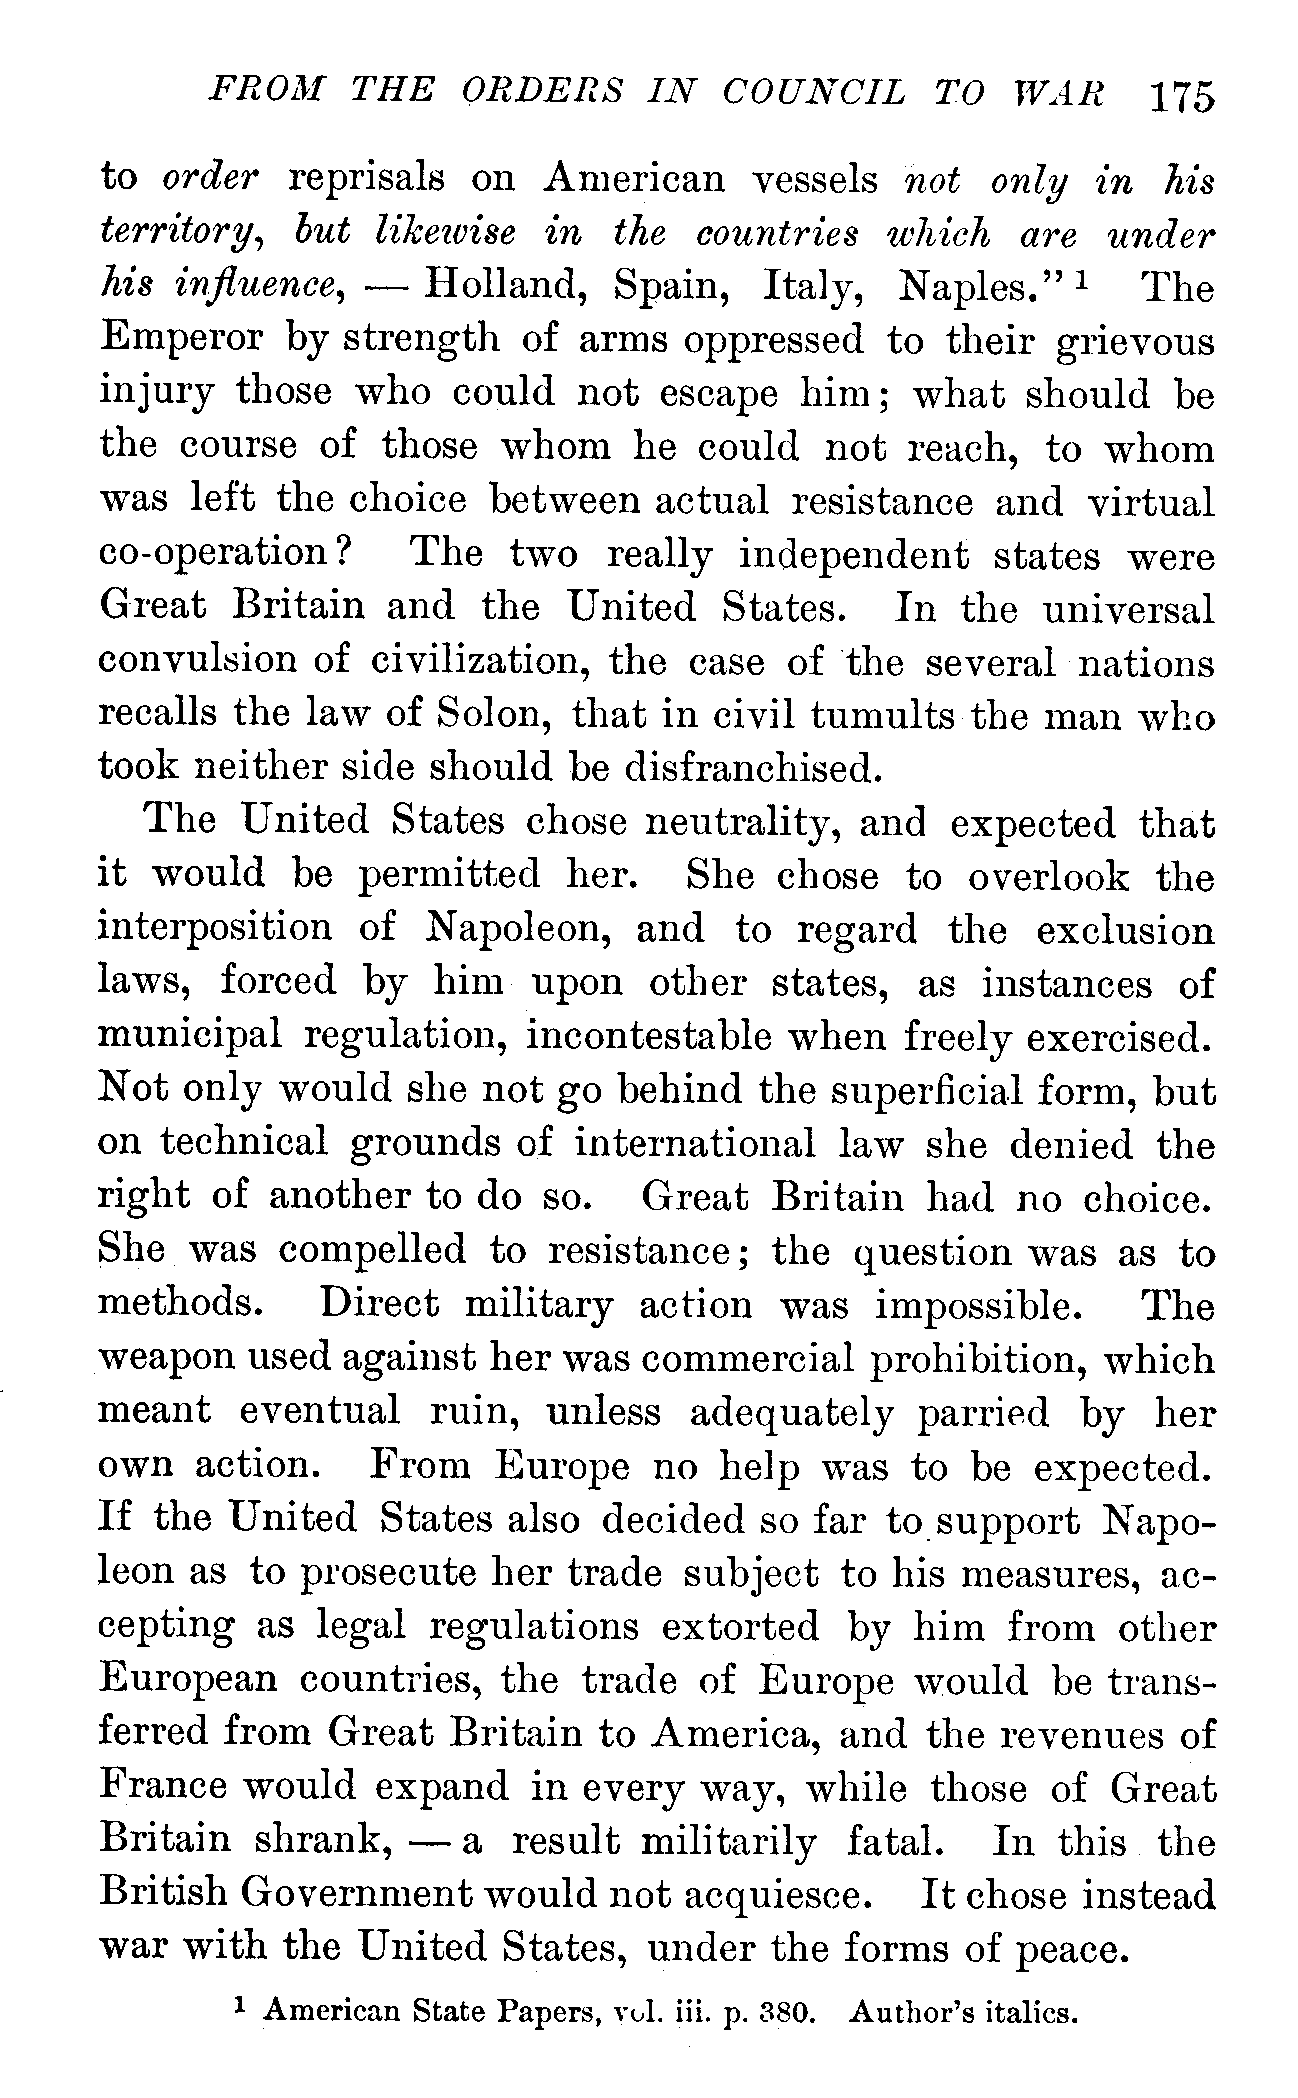 FROM THE ORDERS IN COUNCIL TO WAR 175
to order reprisals on American vessels not only in his
territory, but likewise in the countries which are under
his influence, — Holland, Spain, Italy, Naples." 1 The
Emperor by strength of arms oppressed to their grievous
injury those who could not escape him; what should be
the course of those whom he could not reach, to whom
was left the choice between actual resistance and virtual
co-operation? The two really independent states were
Great Britain and the United States. In the universal
convulsion of civilization, the case of the several nations
recalls the law of Solon, that in civil tumults the man who
took neither side should be disfranchised.
The United States chose neutrality, and expected that
it would be permitted her. She chose to overlook the
interposition of Napoleon, and to regard the exclusion
laws, forced by him upon other states, as instances of
municipal regulation, incontestable when freely exercised.
Not only would she not go behind the superficial form, but
on technical grounds of international law she denied the
right of another to do so. Great Britain had no choice.
She was compelled to resistance; the question was as to
methods. Direct military action was impossible. The
weapon used against her was commercial prohibition, which
meant eventual ruin, unless adequately parried by her
own action. From Europe no help was to be expected.
If the United States also decided so far to support Napo-
leon as to prosecute her trade subject to his measures, ac-
cepting as legal regulations extorted by him from other
European countries, the trade of Europe would be trans-
ferred from Great Britain to America, and the revenues of
France would expand in every way, while those of Great
Britain shrank, — a result militarily fatal. In this the
British Government would not acquiesce. It chose instead
war with the United States, under the forms of peace.
1 American State Papers, vol. iii. p. 380. Author's italics.